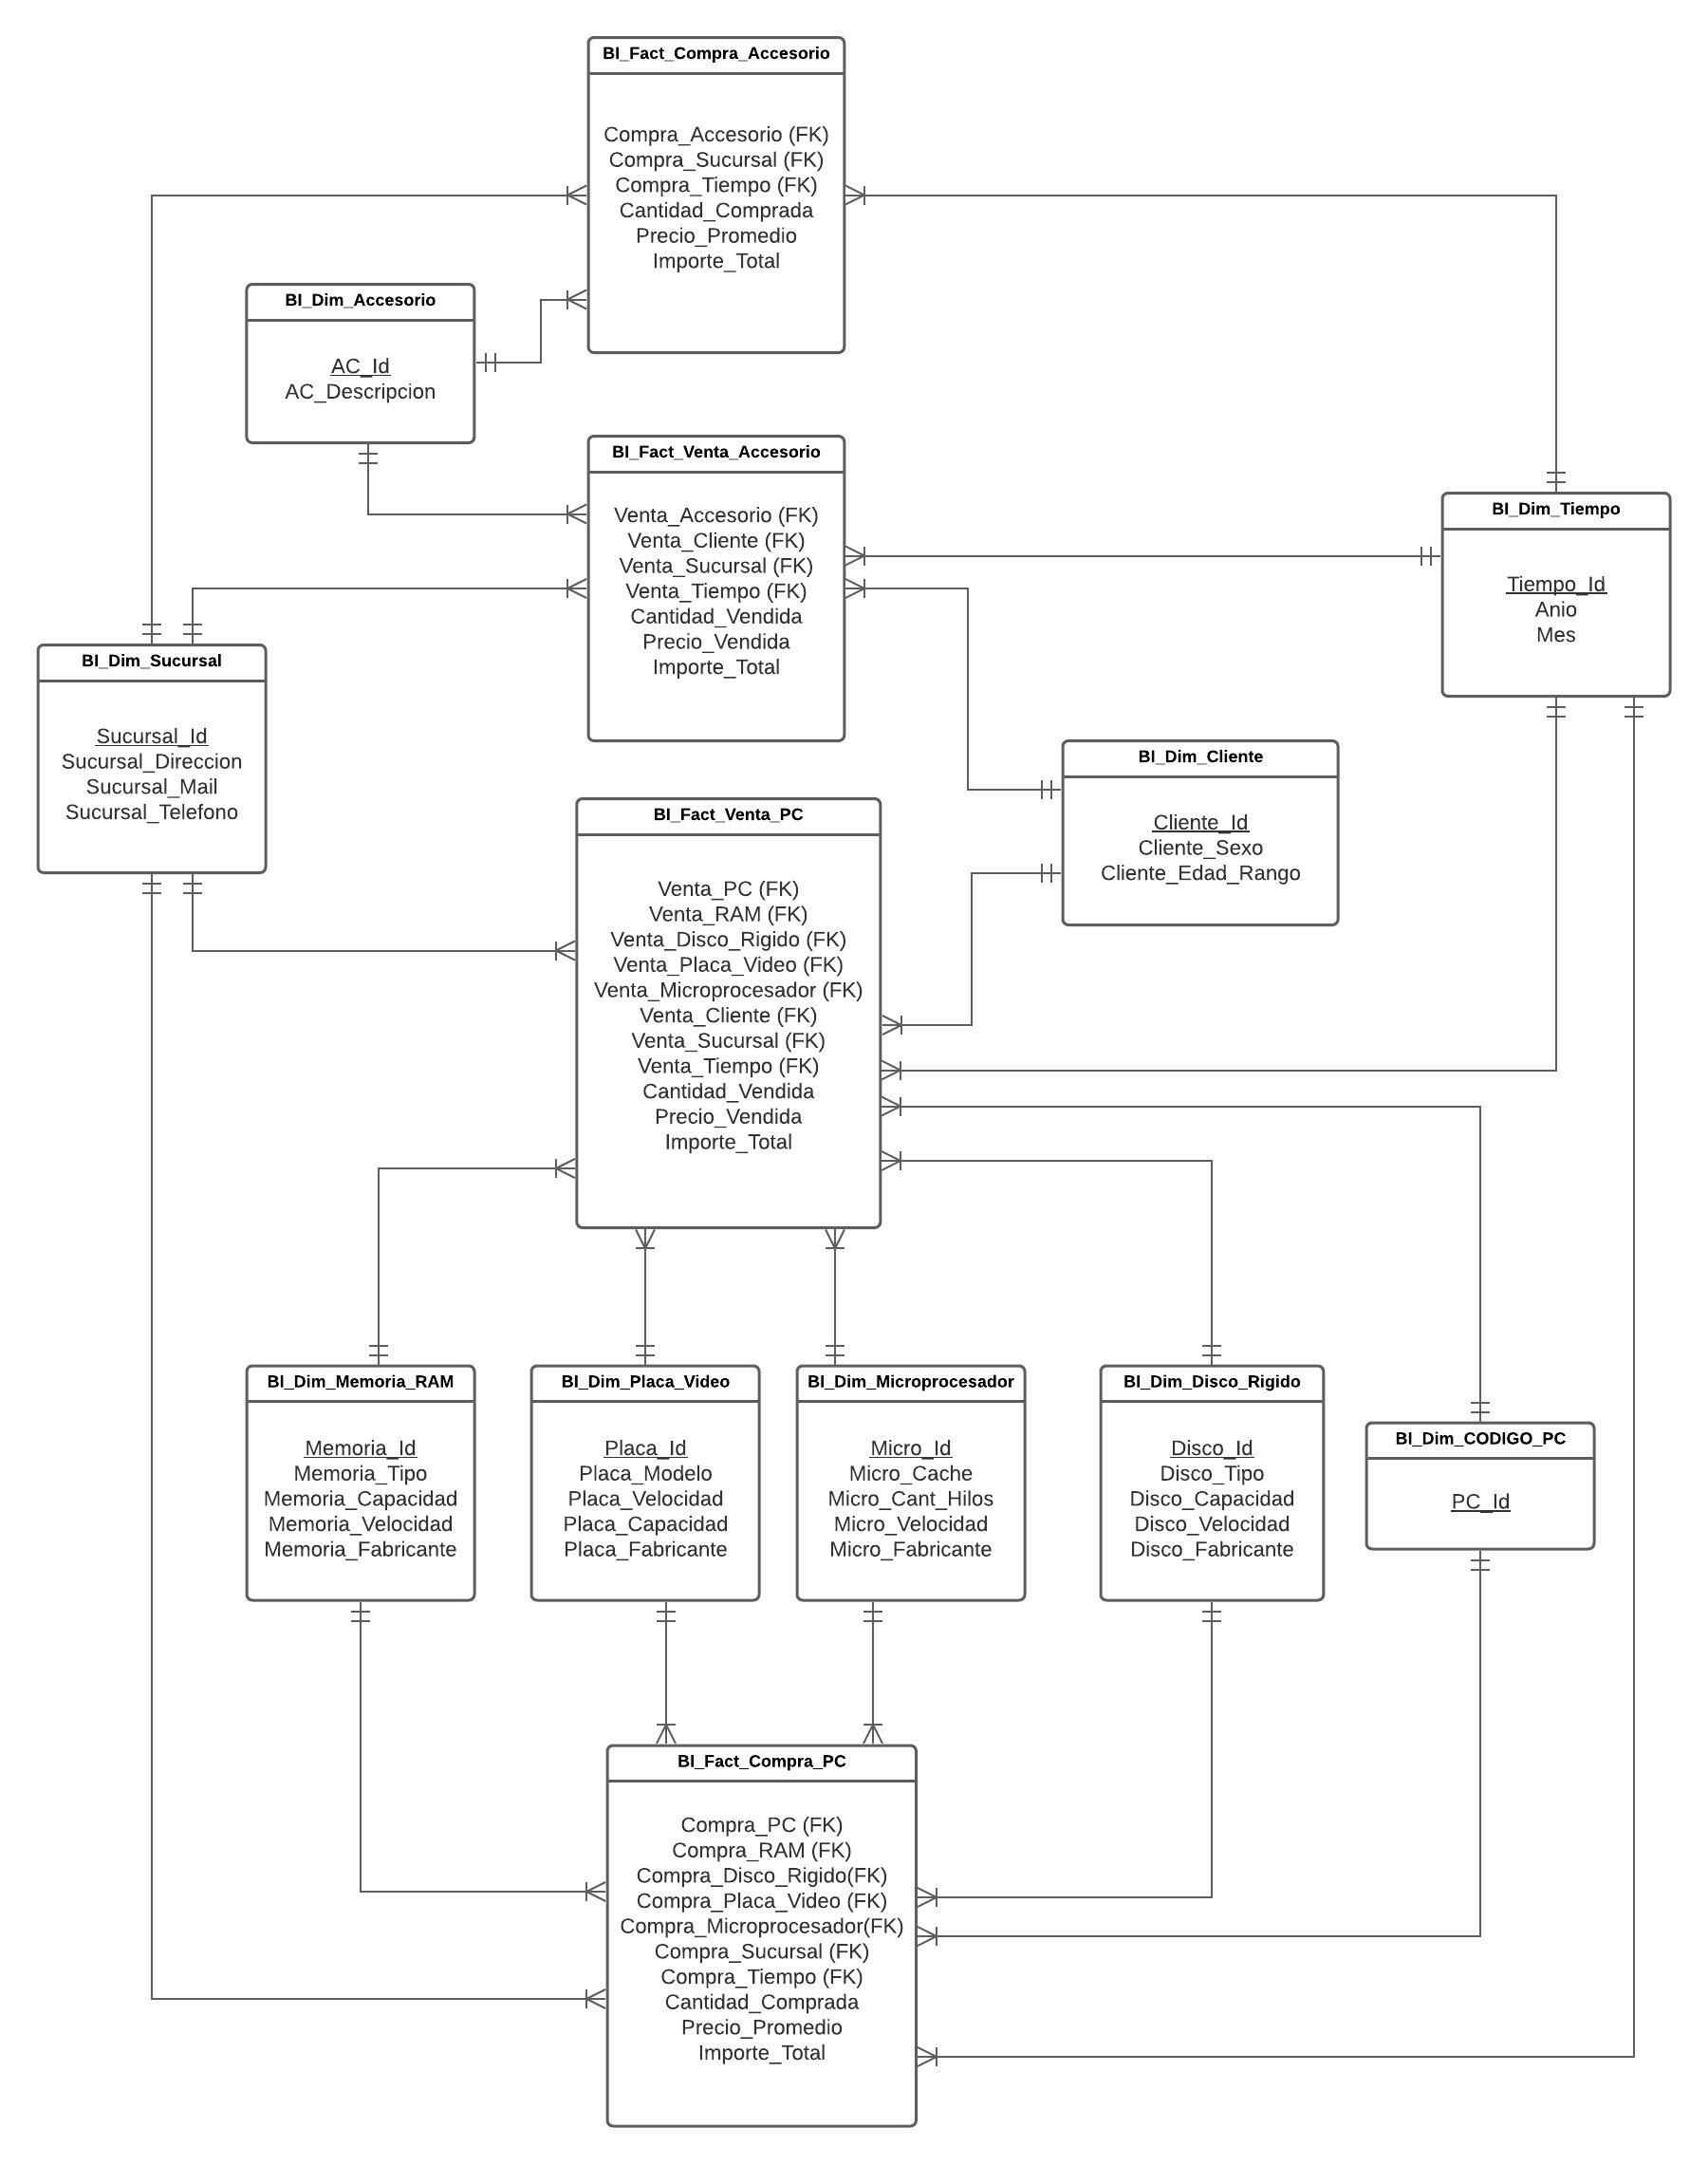 BI_Fact_Compra_Accesorio
Compra_Accesorio (FK)
Compra_Sucursal (FK)
Compra_Tiempo (FK)
Cantidad_Comprada
Precio_Promedio
Importe_Total
BI_Dim_Accesorio
AC_Id
AC_Descripcion
BI_Fact_Venta_Accesorio
Venta_Accesorio (FK)
Venta_Cliente (FK)
Venta_Sucursal (FK)
Venta_Tiempo (FK)
Cantidad_Vendida
Precio_Vendida
Importe_Total
BI_Dim_Tiempo
Tiempo_Id
Anio
Mes
BI_Dim_Sucursal
Sucursal_Id
Sucursal_Direccion
Sucursal_Mail
Sucursal_Telefono
BI_Dim_Cliente
Cliente_Id
Cliente_Sexo
Cliente_Edad_Rango
BI_Fact_Venta_PC
Venta_PC (FK)
Venta_RAM (FK)
Venta_Disco_Rigido (FK)
Venta_Placa_Video (FK)
Venta_Microprocesador (FK)
Venta_Cliente (FK)
Venta_Sucursal (FK)
Venta_Tiempo (FK)
Cantidad_Vendida
Precio_Vendida
Importe_Total
BI_Dim_Memoria_RAM
Memoria_Id
Memoria_Tipo
Memoria_Capacidad
Memoria_Velocidad
Memoria_Fabricante
BI_Dim_Placa_Video
Placa_Id
Placa_Modelo
Placa_Velocidad
Placa_Capacidad
Placa_Fabricante
BI_Dim_Microprocesador
Micro_Id
Micro_Cache
Micro_Cant_Hilos
Micro_Velocidad
Micro_Fabricante
BI_Dim_Disco_Rigido
Disco_Id
Disco_Tipo
Disco_Capacidad
Disco_Velocidad
Disco_Fabricante
BI_Dim_CODIGO_PC
PC_Id
BI_Fact_Compra_PC
Compra_PC (FK)
Compra_RAM (FK)
Compra_Disco_Rigido(FK)
Compra_Placa_Video (FK)
Compra_Microprocesador(FK)
Compra_Sucursal (FK)
Compra_Tiempo (FK)
Cantidad_Comprada
Precio_Promedio
Importe_Total